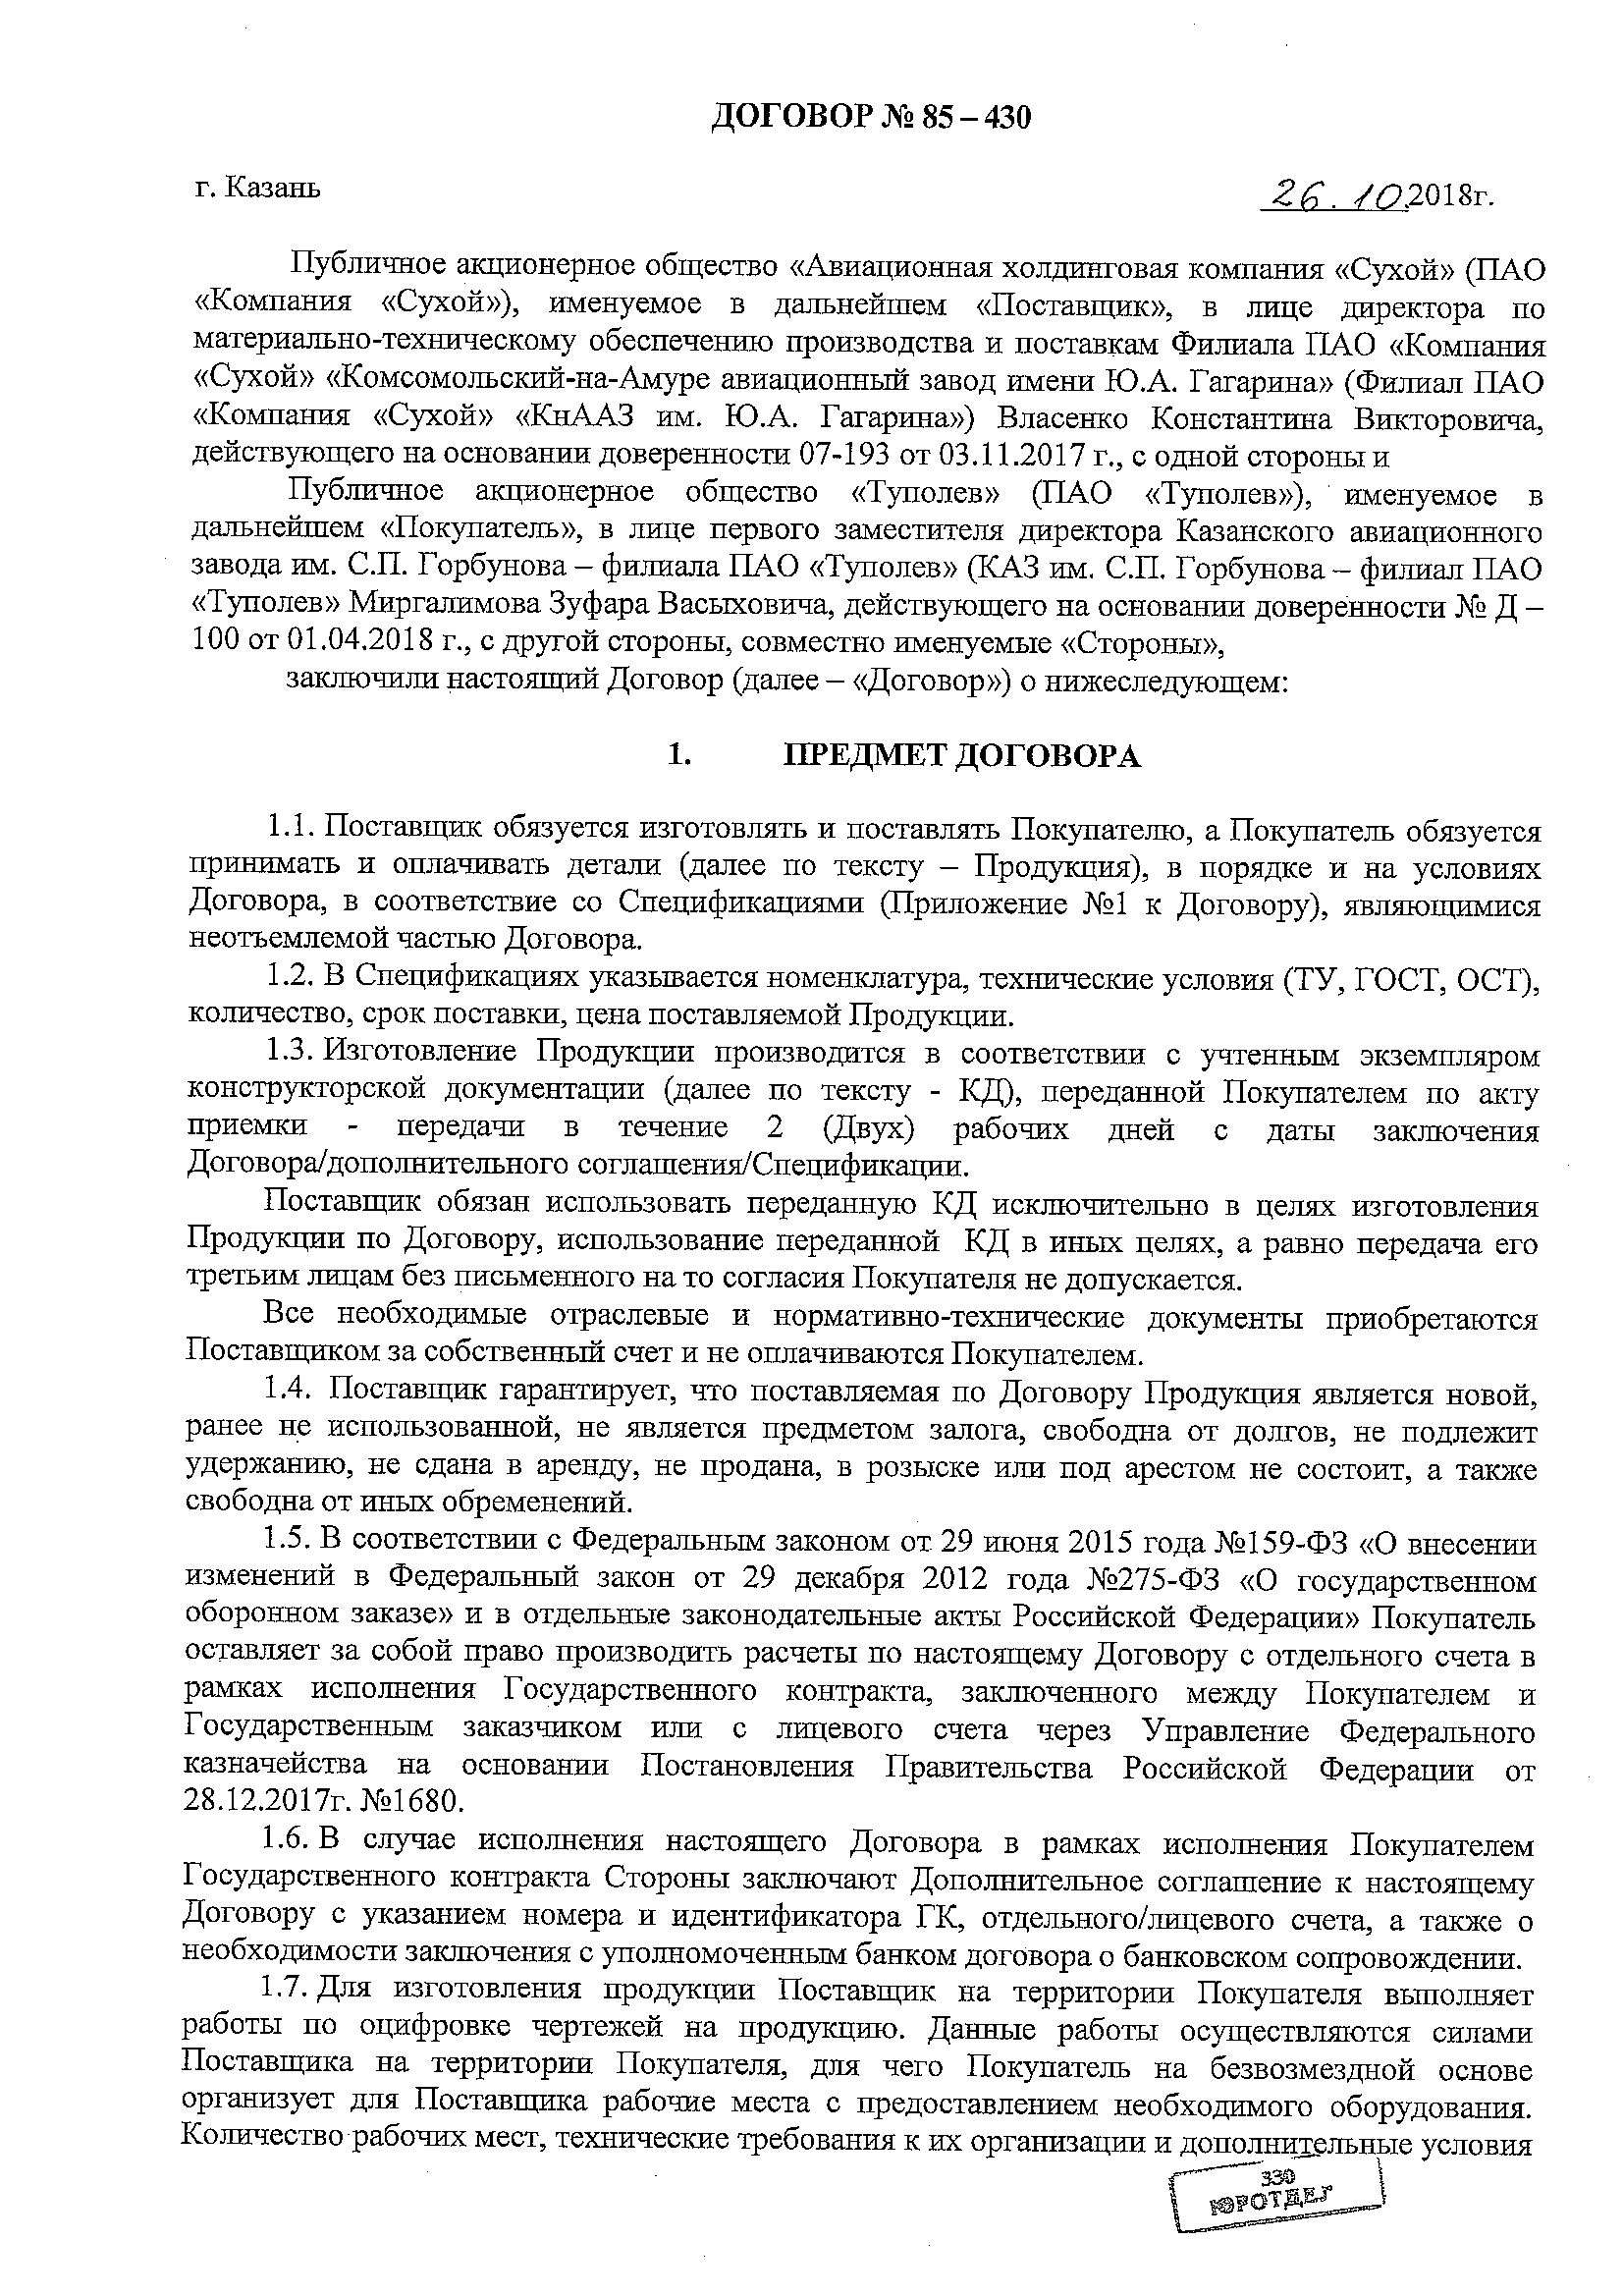 ДОГОВОР № 85 – 430
г. Казань
26.10.2018г.
Публичное акционерное общество «Авиационная холдинговая компания «Сухой» (ПАО
«Компания «Сухой»), именуемое в дальнейшем «Поставщик», в лице директора по
материально-техническому обеспечению производства и поставкам Филиала ПАО «Компания
«Сухой» «Комсомольский-на-Амуре авиационный завод имени Ю.А. Гагарина» (Филиал ПАО
«Компания «Сухой» «КнААЗ им. Ю.А. Гагарина») Власенко Константина Викторовича,
действующего на основании доверенности 07-193 от 03.11.2017 г., с одной стороны и
Публичное акционерное общество «Туполев» (ПАО «Туполев»), именуемое в
дальнейшем «Покупатель», в лице первого заместителя директора Казанского авиационного
завода им. С.П. Горбунова – филиала ПАО «Туполев» (КАЗ им. С.П. Горбунова – филиал ПАО
«Туполев» Миргалимова Зуфара Васыховича, действующего на основании доверенности № Д –
100 от 01.04.2018 г., с другой стороны, совместно именуемые «Стороны»,
заключили настоящий Договор (далее – «Договор») о нижеследующем:
1. ПРЕДМЕТ ДОГОВОРА
1.1. Поставщик обязуется изготовлять и поставлять Покупателю, а Покупатель обязуется
принимать и оплачивать детали (далее по тексту – Продукция), в порядке и на условиях
Договора, в соответствие со Спецификациями (Приложение №1 к Договору), являющимися
неотъемлемой частью Договора.
1.2. В Спецификациях указывается номенклатура, технические условия (ТУ, ГОСТ, ОСТ),
количество, срок поставки, цена поставляемой Продукции.
1.3. Изготовление Продукции производится в соответствии с учтенным экземпляром
конструкторской документации (далее по тексту - КД), переданной Покупателем по акту
приемки - передачи в течение 2 (Двух) рабочих дней с даты заключения
Договора/дополнительного соглашения/Спецификации.
Поставщик обязан использовать переданную КД исключительно в целях изготовления
Продукции по Договору, использование переданной КД в иных целях, а равно передача его
третьим лицам без письменного на то согласия Покупателя не допускается.
Все необходимые отраслевые и нормативно-технические документы приобретаются
Поставщиком за собственный счет и не оплачиваются Покупателем.
1.4. Поставщик гарантирует, что поставляемая по Договору Продукция является новой,
ранее не использованной, не является предметом залога, свободна от долгов, не подлежит
удержанию, не сдана в аренду, не продана, в розыске или под арестом не состоит, а также
свободна от иных обременений.
1.5. В соответствии с Федеральным законом от 29 июня 2015 года №159-ФЗ «О внесении
изменений в Федеральный закон от 29 декабря 2012 года №275-ФЗ «О государственном
оборонном заказе» и в отдельные законодательные акты Российской Федерации» Покупатель
оставляет за собой право производить расчеты по настоящему Договору с отдельного счета в
рамках исполнения Государственного контракта, заключенного между Покупателем и
Государственным заказчиком или с лицевого счета через Управление Федерального
казначейства на основании Постановления Правительства Российской Федерации от
28.12.2017г. №1680.
1.6. В случае исполнения настоящего Договора в рамках исполнения Покупателем
Государственного контракта Стороны заключают Дополнительное соглашение к настоящему
Договору с указанием номера и идентификатора ГК, отдельного/лицевого счета, а также о
необходимости заключения с уполномоченным банком договора о банковском сопровождении.
1.7. Для изготовления продукции Поставщик на территории Покупателя выполняет
работы по оцифровке чертежей на продукцию. Данные работы осуществляются силами
Поставщика на территории Покупателя, для чего Покупатель на безвозмездной основе
организует для Поставщика рабочие места с предоставлением необходимого оборудования.
Количество рабочих мест, технические требования к их организации и дополнительные условия
330
ЮРОТДЕЛ